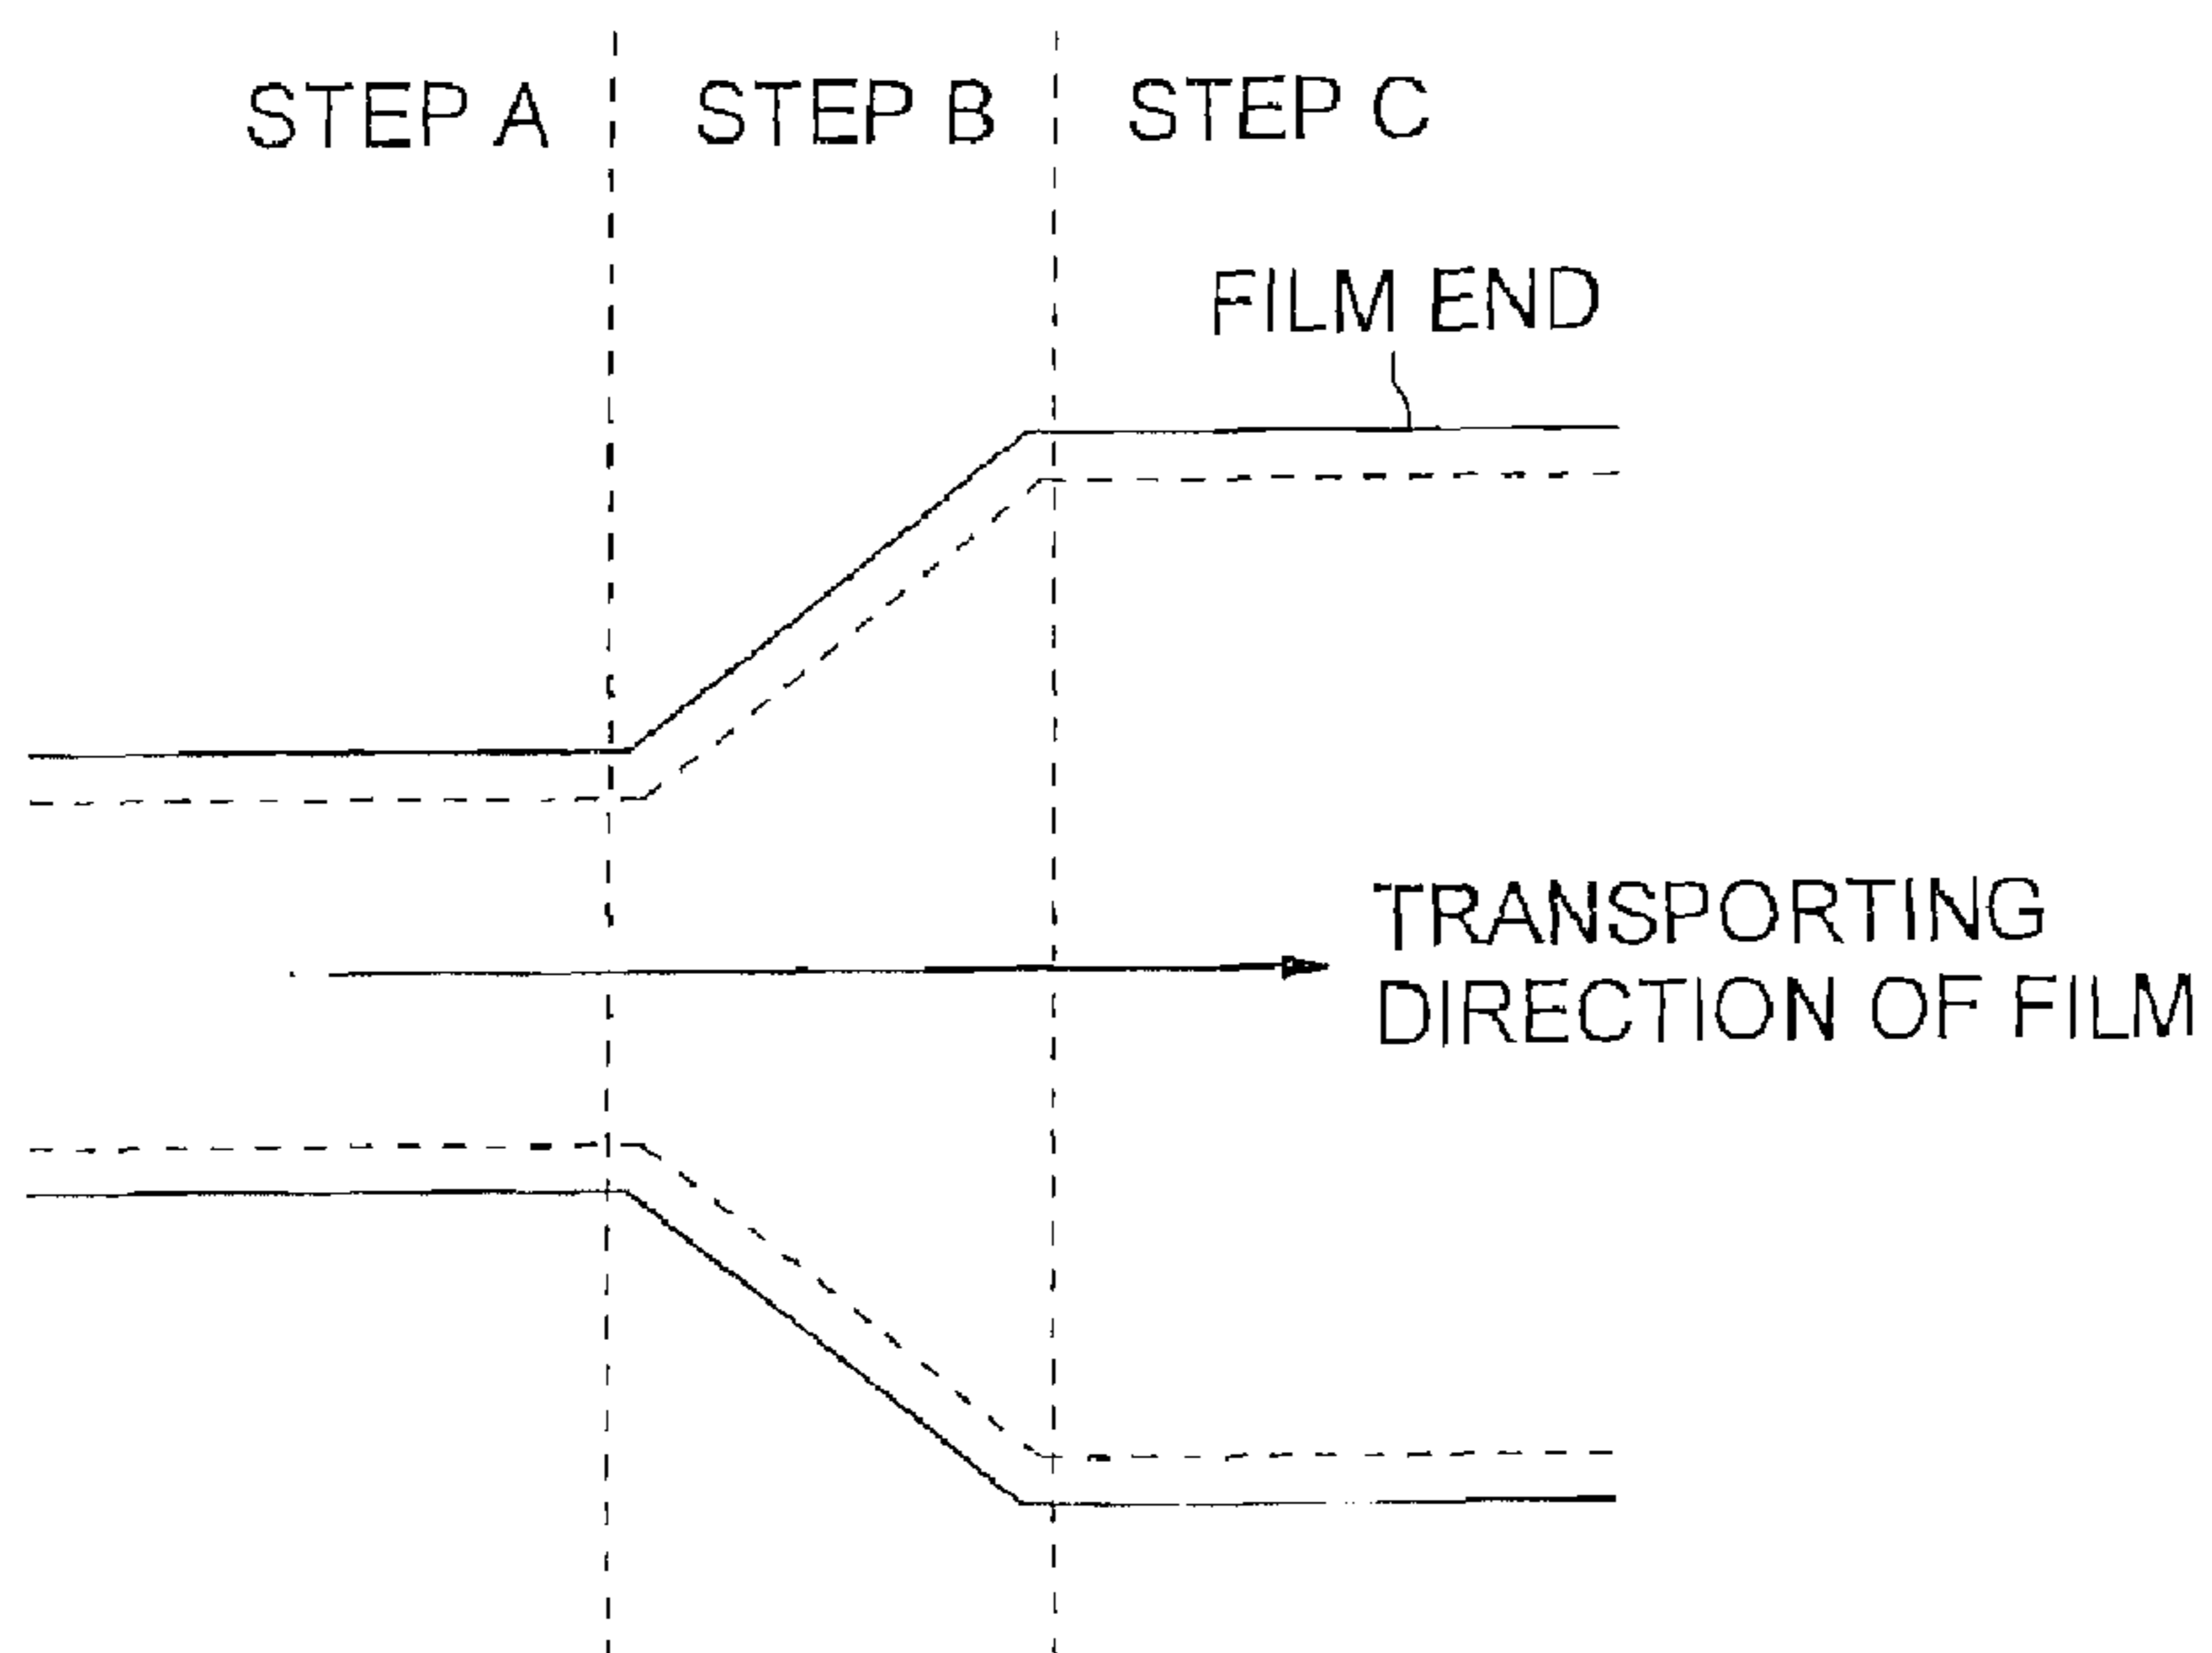 STEP A
STEP B
STEP C
FILM END
TRANSPORTING
DIRECTION OF FILM